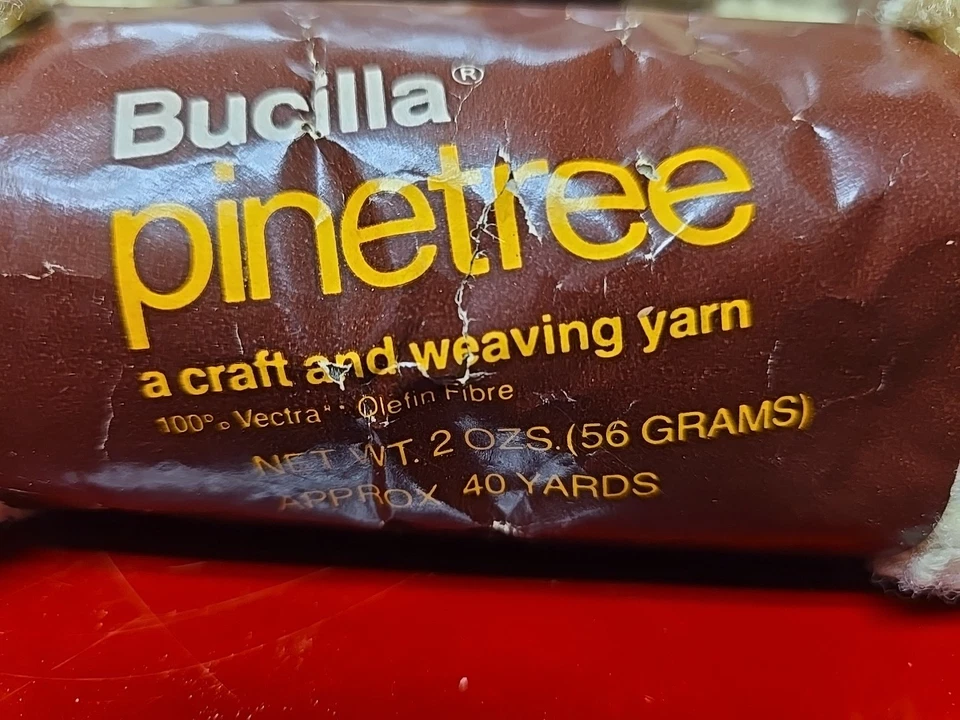 Bucilla®
pinetree
a craft and weaving yarn
100% Vectra* Olefin Fibre
NET WT. 2 OZS. (56 GRAMS)
APPROX 40 YARDS